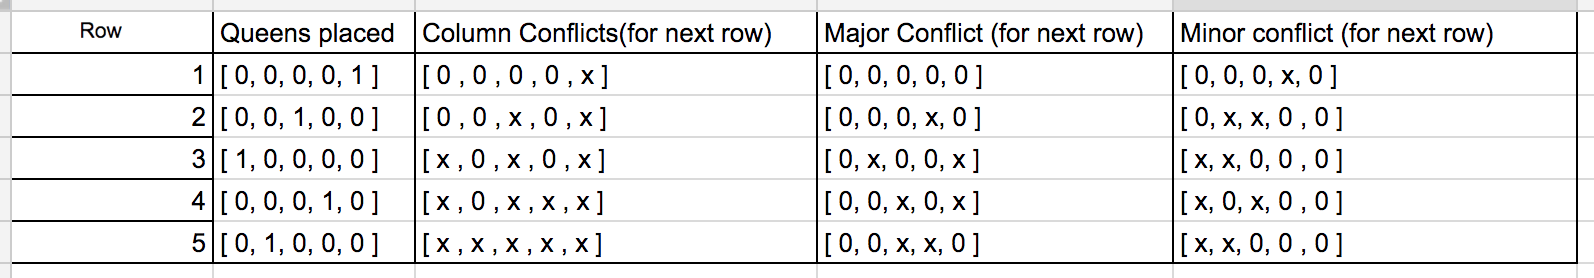 Row Queens placed Column Conflicts(for next row) Major Conflict (for next row) Minor conflict (for next row)
1 [ 0, 0, 0, 0, 1 ] [ 0 , 0 , 0 , 0 , x ] [ 0, 0, 0, 0, 0 ] [ 0, 0, 0, x, 0 ]
2 [ 0, 0, 1, 0, 0 ] [ 0 , 0 , x , 0 , x ] [ 0, 0, 0, x, 0 ] [ 0, x, x, 0 , 0 ]
3 [ 1, 0, 0, 0, 0 ] [ x , 0 , x , 0 , x ] [ 0, x, 0, 0, x ] [ x, x, 0, 0 , 0 ]
4 [ 0, 0, 0, 1, 0 ] [ x , 0 , x , x , x ] [ 0, 0, x, 0, x ] [ x, 0, x, 0 , 0 ]
5 [ 0, 1, 0, 0, 0 ] [ x , x , x , x , x ] [ 0, 0, x, x, 0 ] [ x, x, 0, 0 , 0 ]